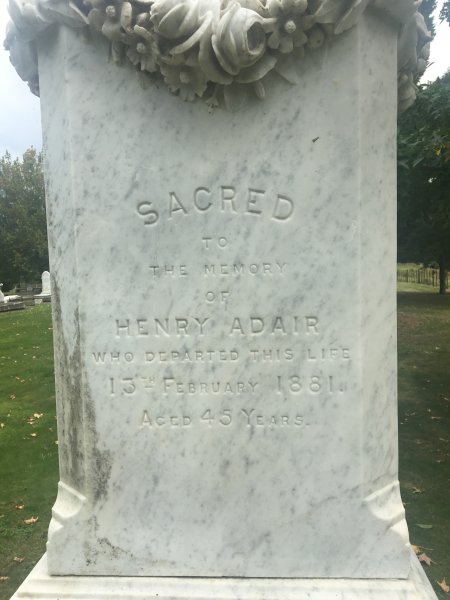 SACRED
TO
THE MEMORY
OF
HENRY ADAIR
WHO DEPARTED THIS LIFE
13TH FEBRUARY 1881.
AGED 45 YEARS.